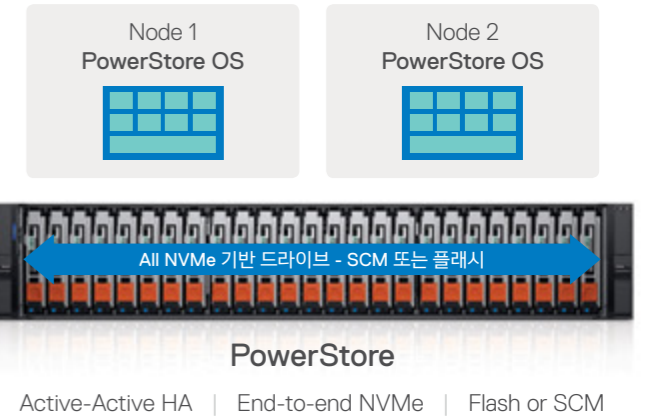 Node 1
PowerStore OS
Node 2
PowerStore OS
All NVMe 기반 드라이브 - SCM 또는 플래시
PowerStore
Active-Active HA | End-to-end NVMe | Flash or SCM